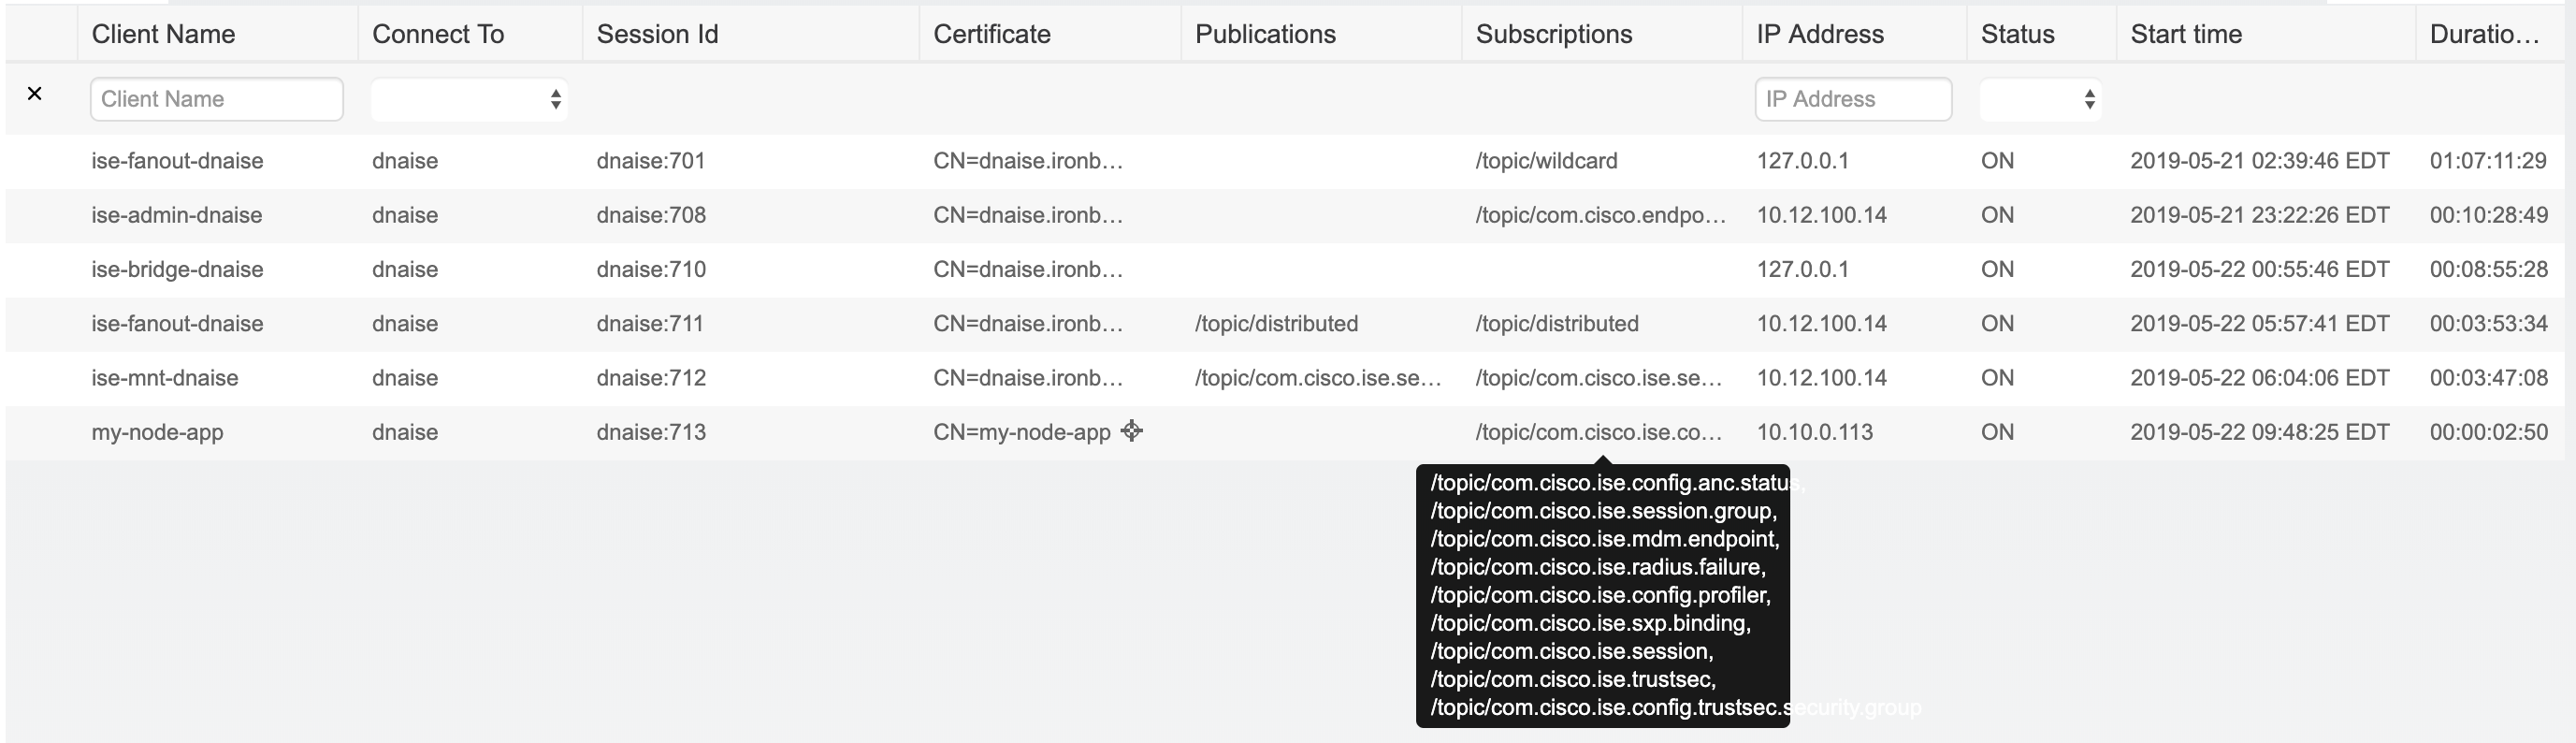 Client Name Connect To Session Id Certificate Publications Subscriptions IP Address Status Start time Duratio…
Client Name IP Address
ise-fanout-dnaise dnaise dnaise:701 CN=dnaise.ironb… /topic/wildcard 127.0.0.1 ON 2019-05-21 02:39:46 EDT 01:07:11:29
ise-admin-dnaise dnaise dnaise:708 CN=dnaise.ironb… /topic/com.cisco.endpo… 10.12.100.14 ON 2019-05-21 23:22:26 EDT 00:10:28:49
ise-bridge-dnaise dnaise dnaise:710 CN=dnaise.ironb… 127.0.0.1 ON 2019-05-22 00:55:46 EDT 00:08:55:28
ise-fanout-dnaise dnaise dnaise:711 CN=dnaise.ironb… /topic/distributed /topic/distributed 10.12.100.14 ON 2019-05-22 05:57:41 EDT 00:03:53:34
ise-mnt-dnaise dnaise dnaise:712 CN=dnaise.ironb… /topic/com.cisco.ise.se… /topic/com.cisco.ise.se… 10.12.100.14 ON 2019-05-22 06:04:06 EDT 00:03:47:08
my-node-app dnaise dnaise:713 CN=my-node-app /topic/com.cisco.ise.co… 10.10.0.113 ON 2019-05-22 09:48:25 EDT 00:00:02:50
/topic/com.cisco.ise.config.anc.status,
/topic/com.cisco.ise.session.group,
/topic/com.cisco.ise.mdm.endpoint,
/topic/com.cisco.ise.radius.failure,
/topic/com.cisco.ise.config.profiler,
/topic/com.cisco.ise.sxp.binding,
/topic/com.cisco.ise.session,
/topic/com.cisco.ise.trustsec,
/topic/com.cisco.ise.config.trustsec.security.group